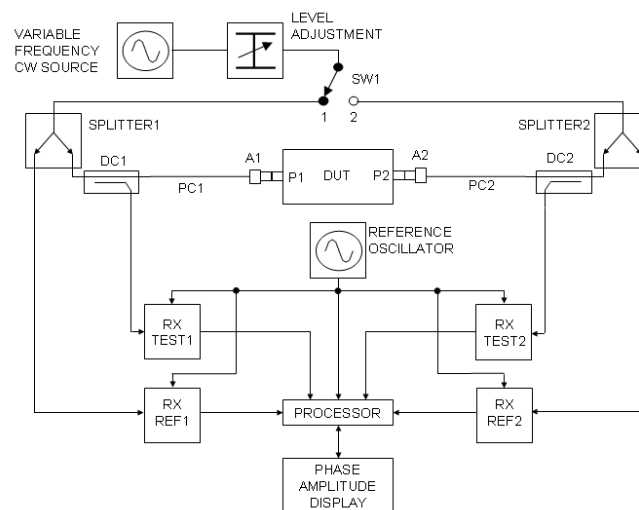 LEVEL
ADJUSTMENT
VARIABLE
FREQUENCY
CW SOURCE
SW1
1 2
SPLITTER1
SPLITTER2
DC1
A1
A2
DC2
P1
DUT
P2
PC1
PC2
REFERENCE
OSCILLATOR
RX
TEST1
RX
TEST2
RX
REF1
PROCESSOR
RX
REF2
PHASE
AMPLITUDE
DISPLAY